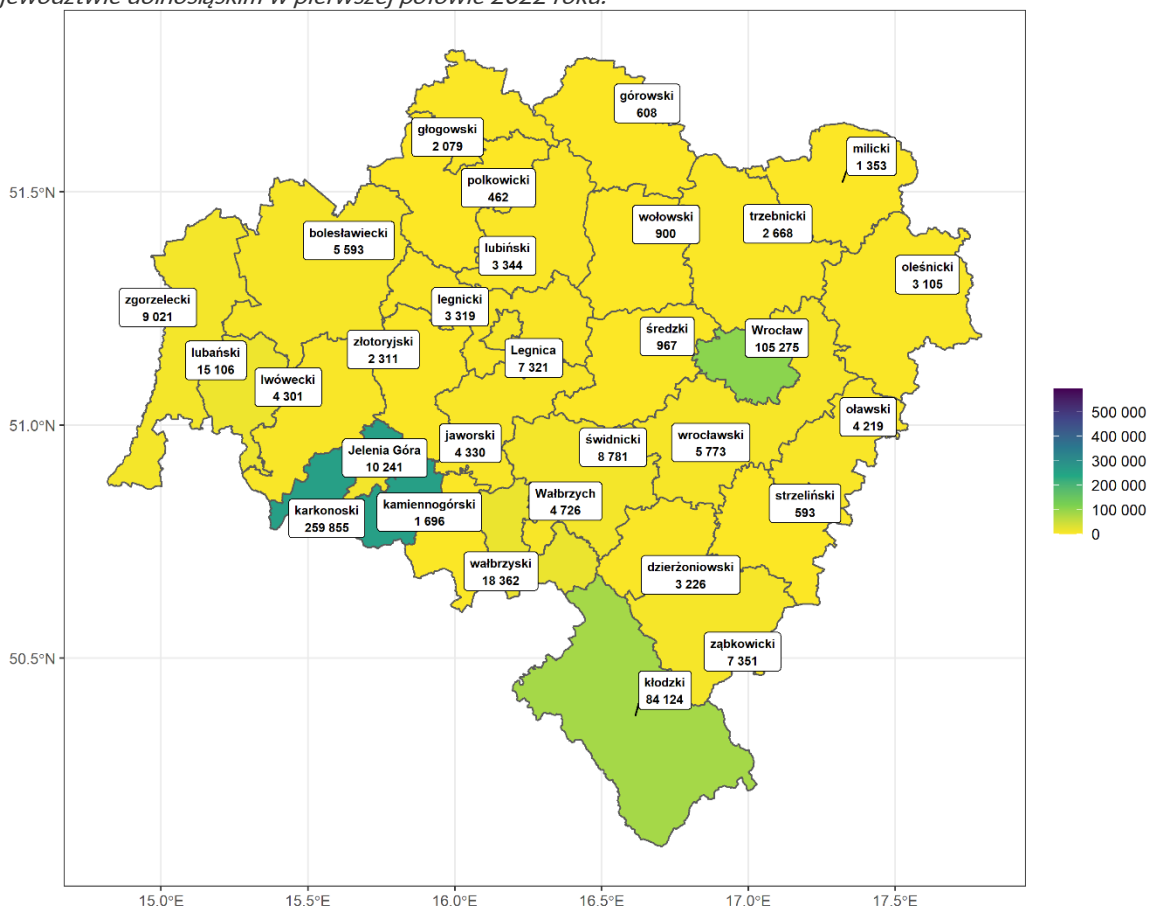 województwie dolnośląskim w pierwszej połowie 2022 roku.
górowski
608
głogowski
2 079
milicki
1 353
polkowicki
462
wołowski
900
trzebnicki
2 668
bolesławiecki
5 593
lubiński
3 344
oleśnicki
3 105
zgorzelecki
9 021
legnicki
3 319
średzki
967
Wrocław
105 275
złotoryjski
2 311
Legnica
7 321
lubański
15 106
lwówecki
4 301
oławski
4 219
jaworski
4 330
świdnicki
8 781
wrocławski
5 773
Jelenia Góra
10 241
Wałbrzych
4 726
strzeliński
593
karkonoski
259 855
kamiennogórski
1 696
wałbrzyski
18 362
dzierżoniowski
3 226
ząbkowicki
7 351
kłodzki
84 124
51.5°N
51.0°N
50.5°N
15.0°E
15.5°E
16.0°E
16.5°E
17.0°E
17.5°E
500 000
400 000
300 000
200 000
100 000
0